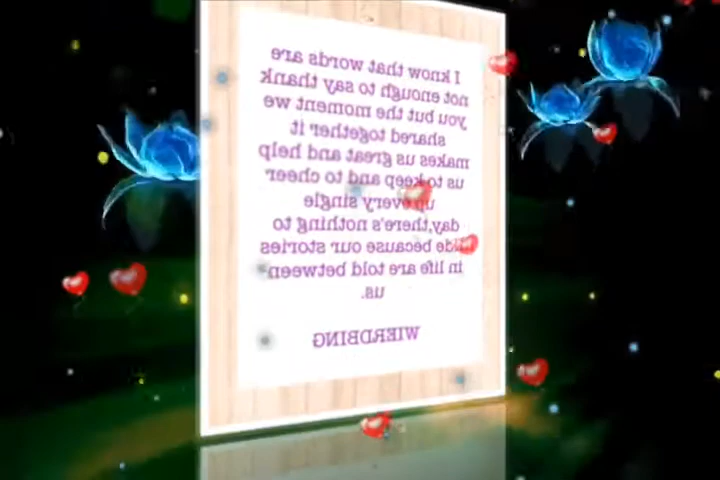 I know that words are
not enough to say thank
you but the moment we
shared together it
makes us great and help
us to keep and to cheer
up every single
day,there's nothing to
hide because our stories
in life are told between
us.
WIERDBING